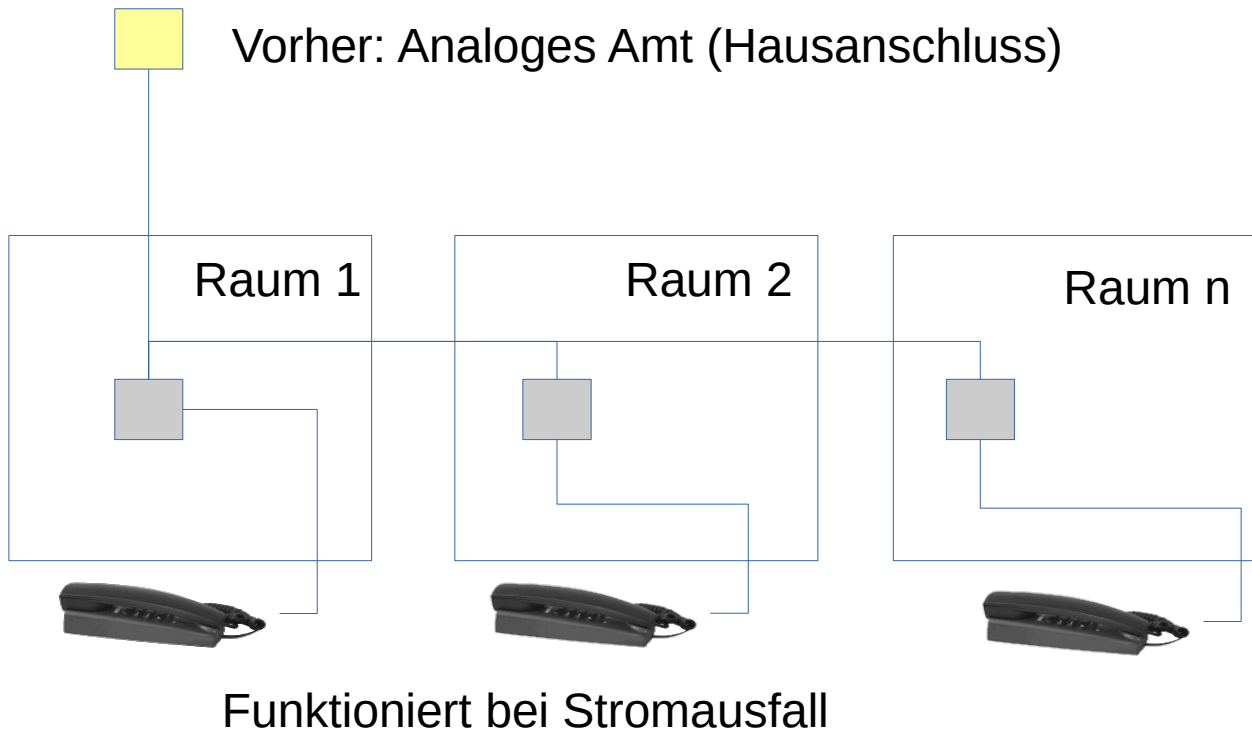 Vorher: Analoges Amt (Hausanschluss)
Raum 1
Raum 2
Raum n
Funktioniert bei Stromausfall